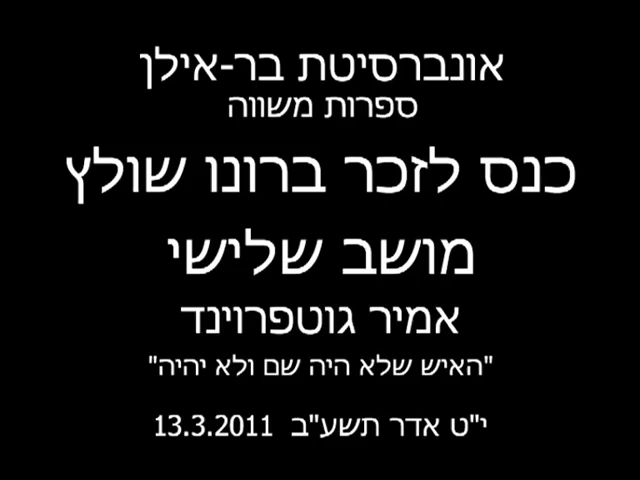 אונברסיטת בר-אילן
ספרות משווה
כנס לזכר ברונו שולץ
מושב שלישי
אמיר גוטפרוינד
"האיש שלא היה שם ולא יהיה"
י"ט אדר תשע"ב 13.3.2011